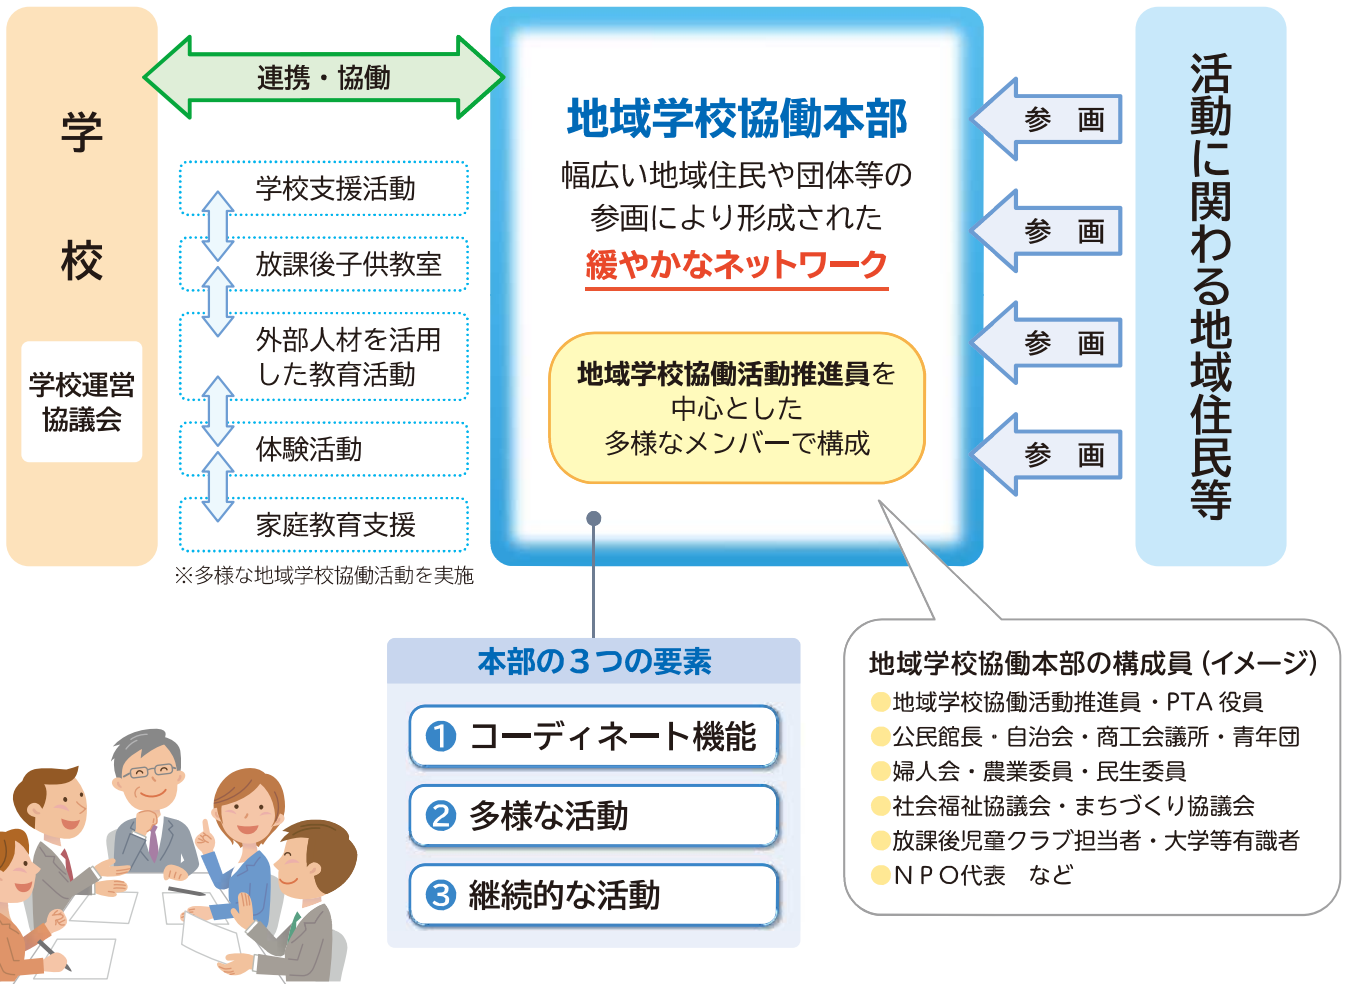 学校
学校運営
協議会
連携・協働
学校支援活動
放課後子供教室
外部人材を活用
した教育活動
体験活動
家庭教育支援
※多様な地域学校協働活動を実施
地域学校協働本部
幅広い地域住民や団体等の
参画により形成された
緩やかなネットワーク
地域学校協働活動推進員を
中心とした
多様なメンバーで構成
参　画
参　画
参　画
参　画
活動に関わる地域住民等
本部の３つの要素
❶ コーディネート機能
❷ 多様な活動
❸ 継続的な活動
地域学校協働本部の構成員（イメージ）
●地域学校協働活動推進員・PTA 役員
●公民館長・自治会・商工会議所・青年団
●婦人会・農業委員・民生委員
●社会福祉協議会・まちづくり協議会
●放課後児童クラブ担当者・大学等有識者
●ＮＰＯ代表　など